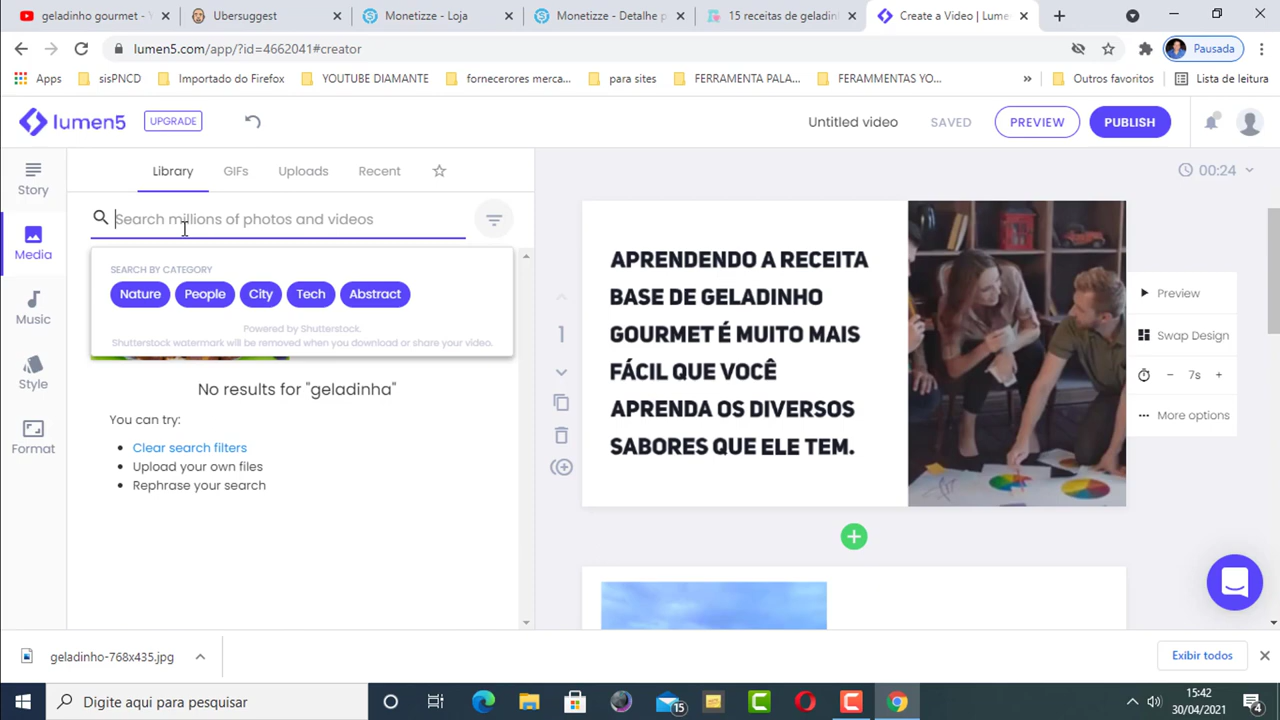 geladinho gourmet - Y
Ubersuggest
Monetizze - Loja
Monetizze - Detalhe p
15 receitas de geladin
Create a Video | Lume
lumen5.com/app/?id=4662041#creator
Pausada
Apps
sisPNCD
Importado do Firefox
YOUTUBE DIAMANTE
fornecerores merca...
para sites
FERRAMENTA PALA...
FERAMMENTAS YO...
»
Outros favoritos
Lista de leitura
lumen5
UPGRADE
Untitled video
SAVED
PREVIEW
PUBLISH
Story
Media
Music
Style
Format
Library
GIFs
Uploads
Recent
Search millions of photos and videos
SEARCH BY CATEGORY
Nature
People
City
Tech
Abstract
Powered by Shutterstock.
Shutterstock watermark will be removed when you download or share your video.
No results for "geladinha"
You can try:
• Clear search filters
• Upload your own files
• Rephrase your search
00:24
1
APRENDENDO A RECEITA
BASE DE GELADINHO
GOURMET É MUITO MAIS
FÁCIL QUE VOCÊ
APRENDA OS DIVERSOS
SABORES QUE ELE TEM.
Preview
Swap Design
− 7s +
More options
geladinho-768x435.jpg
Exibir todos
Digite aqui para pesquisar
15
15:42
30/04/2021
4